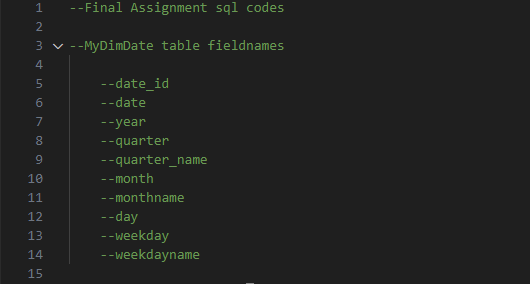 1 --Final Assignment sql codes
2
3 --MyDimDate table fieldnames
4
5 --date_id
6 --date
7 --year
8 --quarter
9 --quarter_name
10 --month
11 --monthname
12 --day
13 --weekday
14 --weekdayname
15